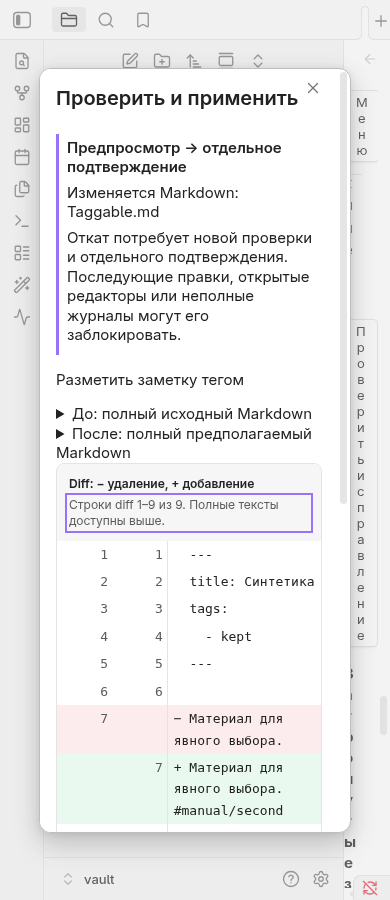 Проверить и применить
Предпросмотр → отдельное
подтверждение
Изменяется Markdown:
Taggable.md
Откат потребует новой проверки
и отдельного подтверждения.
Последующие правки, открытые
редакторы или неполные
журналы могут его
заблокировать.
Разметить заметку тегом
До: полный исходный Markdown
После: полный предполагаемый
Markdown
Diff: − удаление, + добавление
Строки diff 1–9 из 9. Полные тексты
доступны выше.
1 1 ---
2 2 title: Синтетика
3 3 tags:
4 4 - kept
5 5 ---
6 6
7 − Материал для
явного выбора.
7 + Материал для
явного выбора.
#manual/second
М
е
н
ю
П
р
о
в
е
р
и
т
ь
и
с
п
р
а
в
л
е
н
и
е
vault